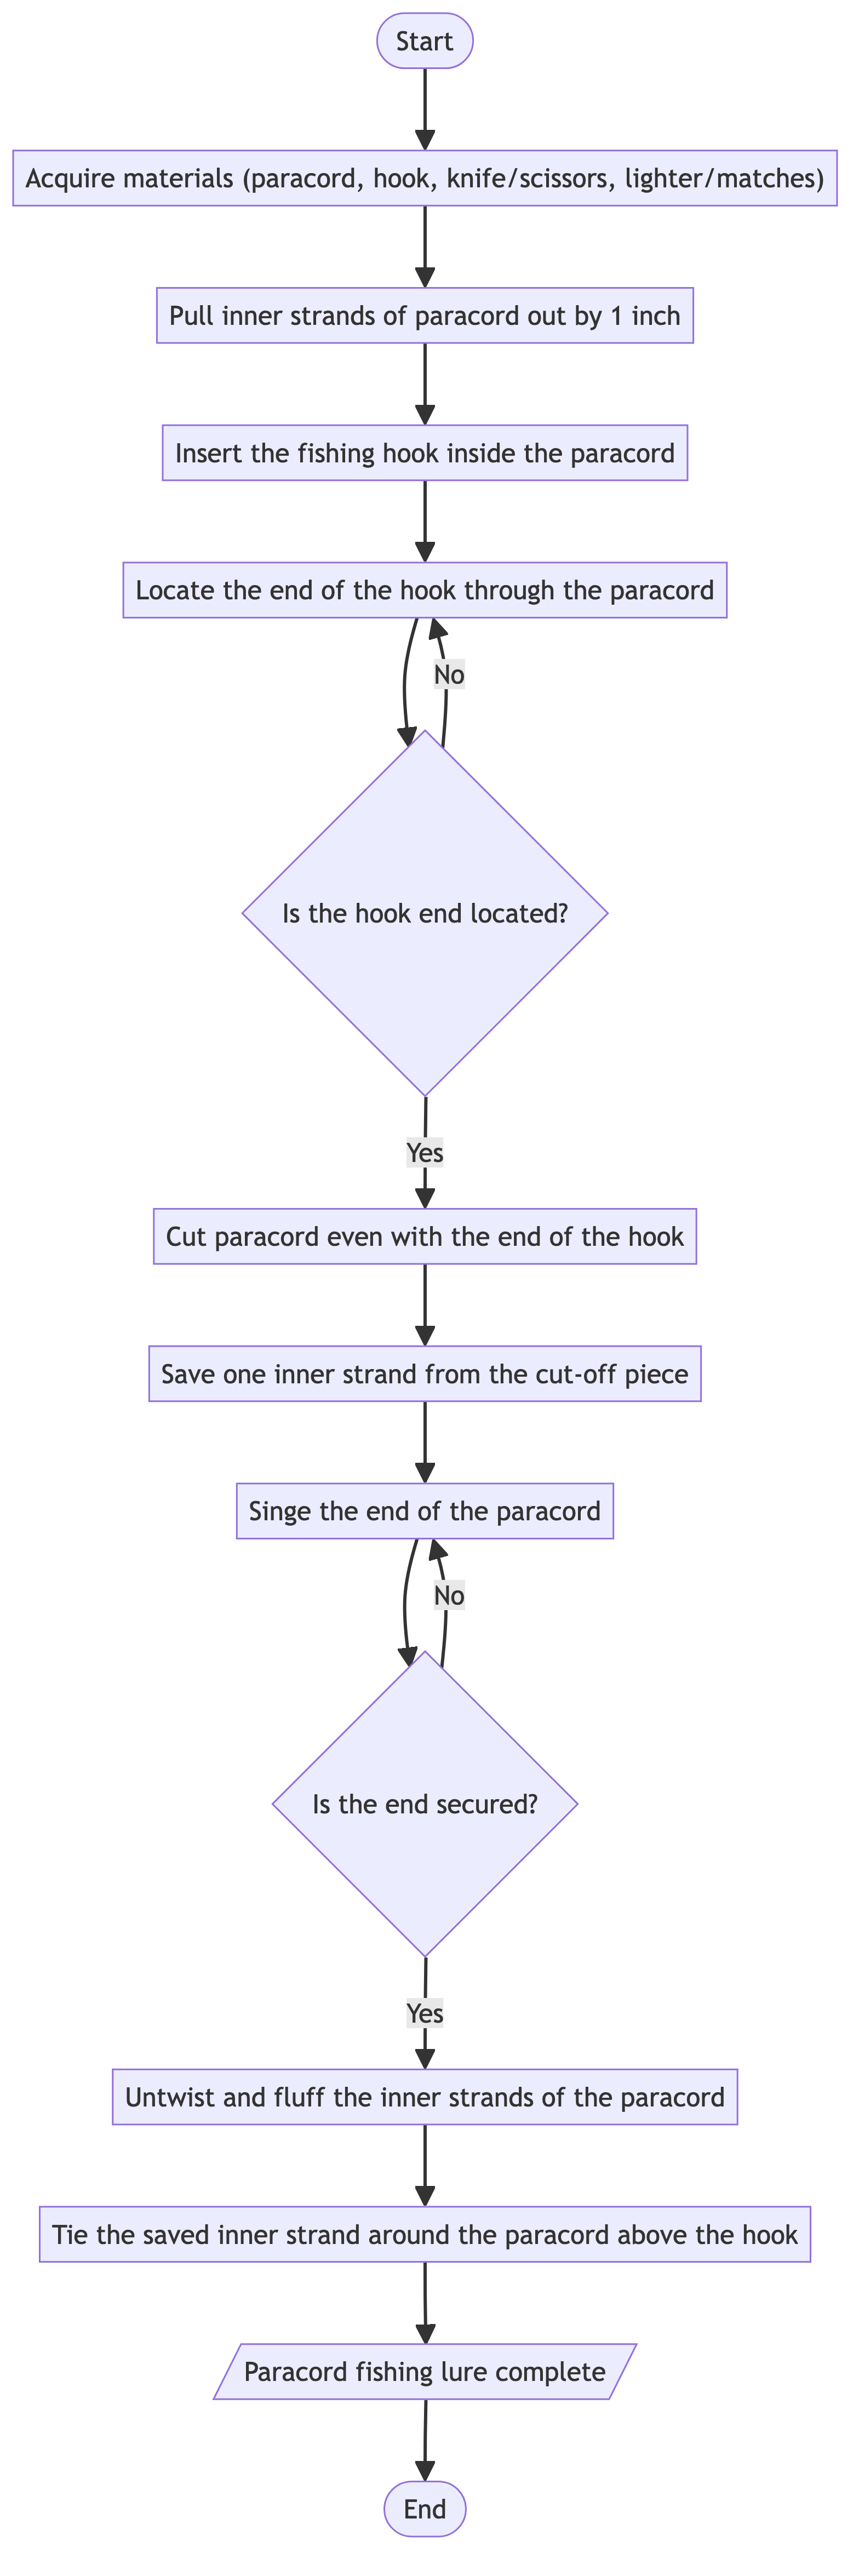 Start
Acquire materials (paracord, hook, knife/scissors, lighter/matches)
Pull inner strands of paracord out by 1 inch
Insert the fishing hook inside the paracord
Locate the end of the hook through the paracord
No
Is the hook end located?
Yes
Cut paracord even with the end of the hook
Save one inner strand from the cut-off piece
Singe the end of the paracord
No
Is the end secured?
Yes
Untwist and fluff the inner strands of the paracord
Tie the saved inner strand around the paracord above the hook
Paracord fishing lure complete
End